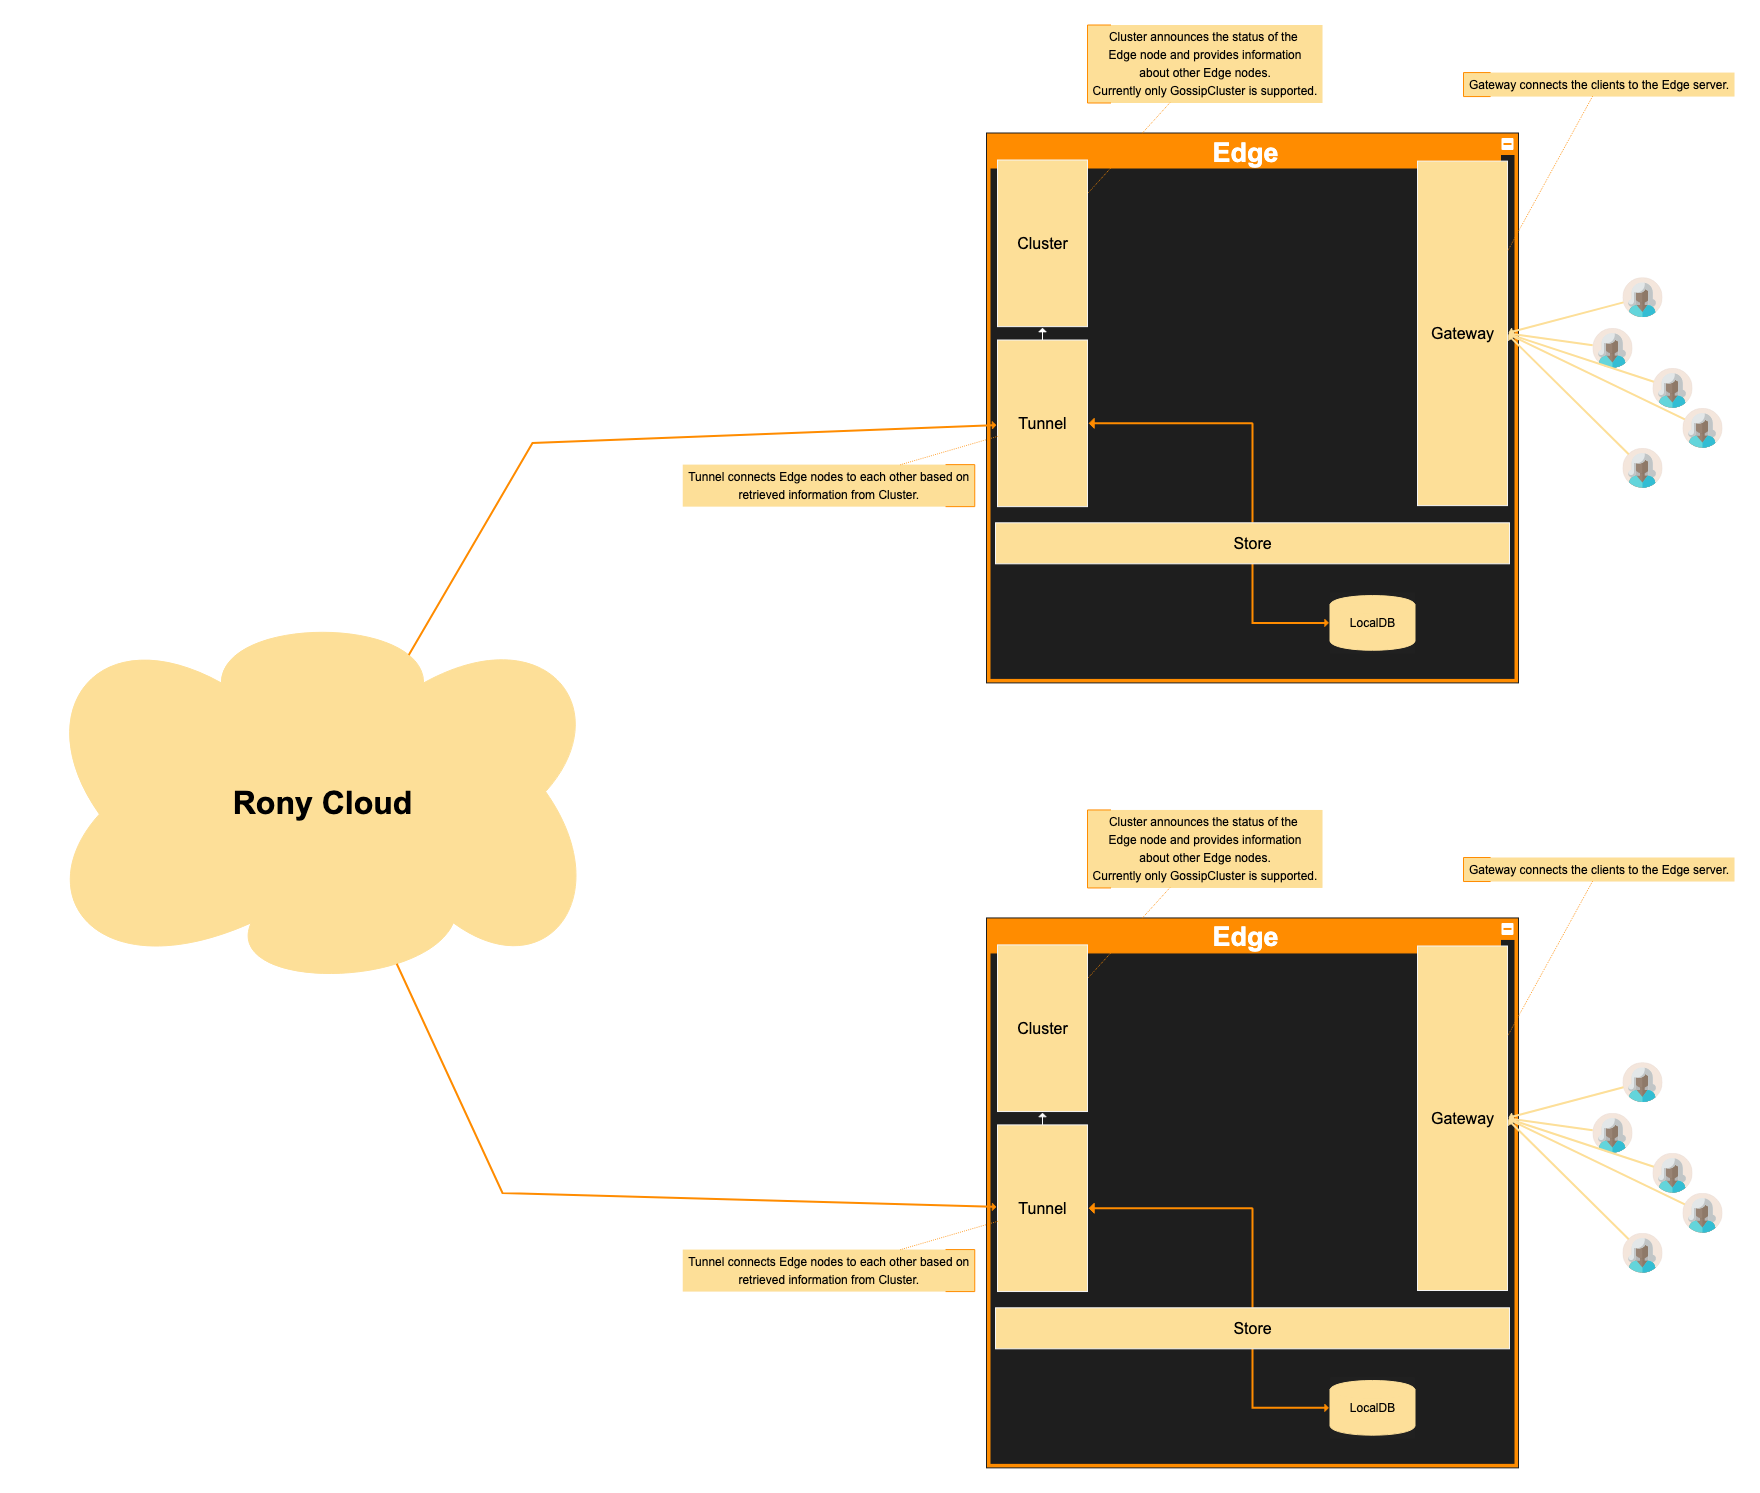 Cluster announces the status of the
Edge node and provides information
about other Edge nodes.
Currently only GossipCluster is supported.
Gateway connects the clients to the Edge server.
Edge
Cluster
Gateway
Tunnel
Tunnel connects Edge nodes to each other based on
retrieved information from Cluster.
Store
LocalDB
Rony Cloud
Cluster announces the status of the
Edge node and provides information
about other Edge nodes.
Currently only GossipCluster is supported.
Gateway connects the clients to the Edge server.
Edge
Cluster
Gateway
Tunnel
Tunnel connects Edge nodes to each other based on
retrieved information from Cluster.
Store
LocalDB